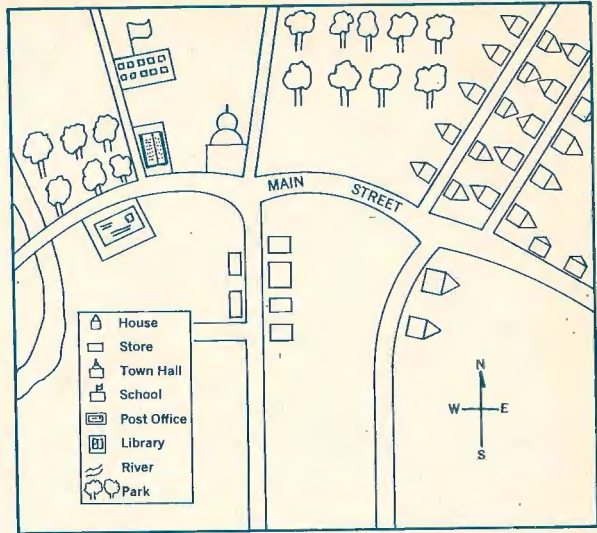 MAIN STREET
House
Store
Town Hall
School
Post Office
Library
River
Park
N
W E
S